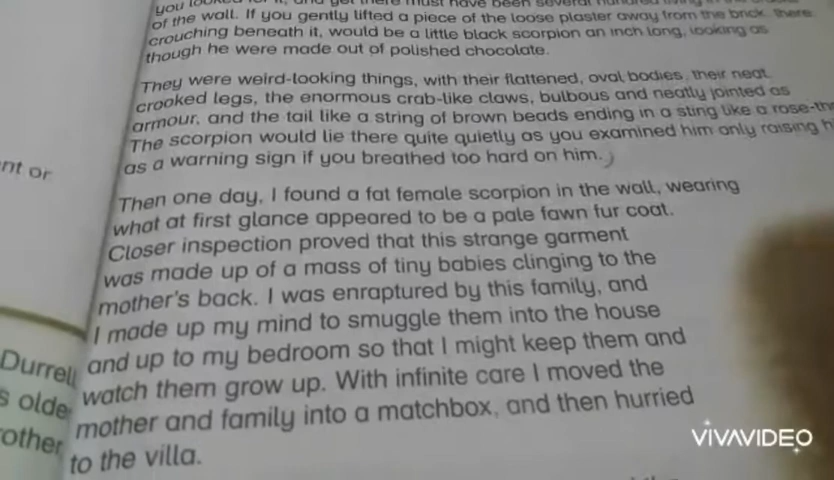 of the wall. If you gently lifted a piece of the loose plaster away from the brick, there,
crouching beneath it, would be a little black scorpion an inch long, looking as
though he were made out of polished chocolate.
They were weird-looking things, with their flattened, oval bodies, their neat,
crooked legs, the enormous crab-like claws, bulbous and neatly jointed as
armour, and the tail like a string of brown beads ending in a sting like a rose-th
The scorpion would lie there quite quietly as you examined him only raising h
as a warning sign if you breathed too hard on him.
nt or
Then one day, I found a fat female scorpion in the wall, wearing
what at first glance appeared to be a pale fawn fur coat.
Closer inspection proved that this strange garment
was made up of a mass of tiny babies clinging to the
mother's back. I was enraptured by this family, and
I made up my mind to smuggle them into the house
and up to my bedroom so that I might keep them and
watch them grow up. With infinite care I moved the
mother and family into a matchbox, and then hurried
to the villa.
Durrell
s olde
other
VIVAVIDEO